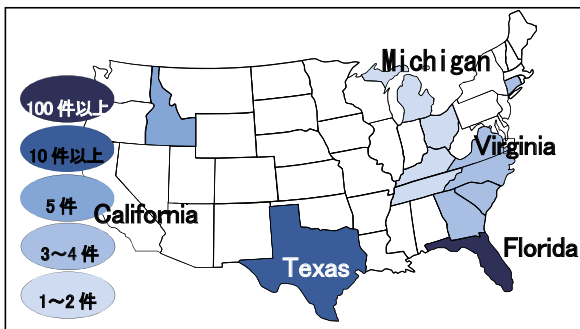 Michigan
100 件以上
10 件以上
Virginia
5 件
California
3～4 件
Florida
Texas
1～2 件